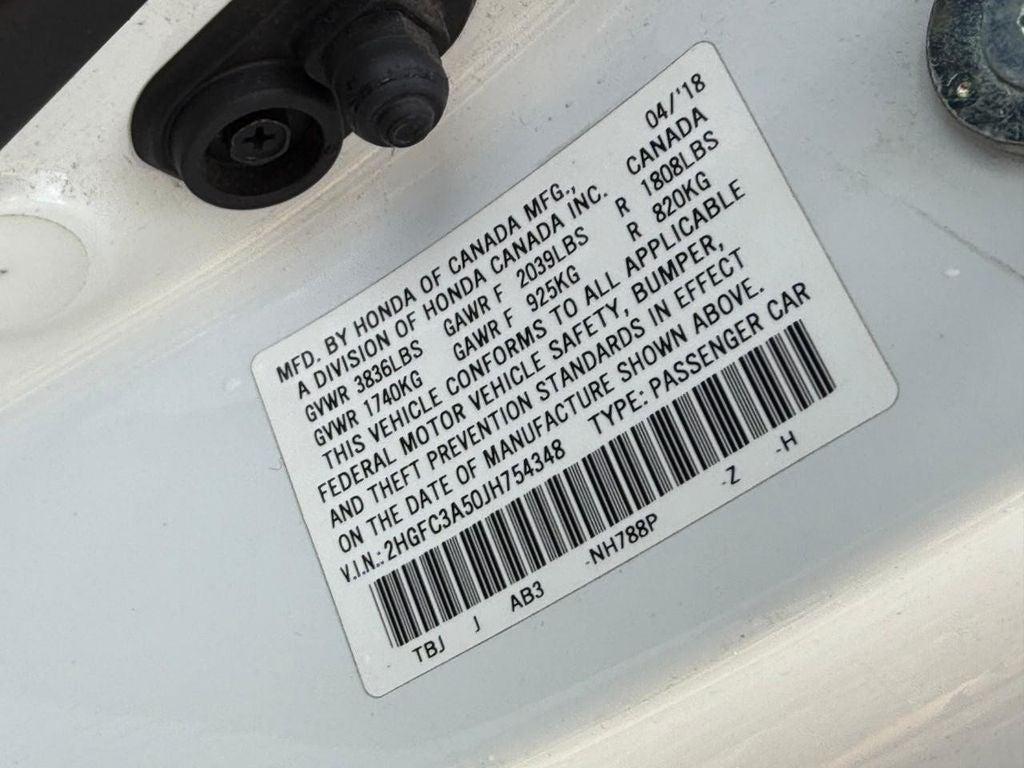 04/'18
MFD. BY HONDA OF CANADA MFG.,
A DIVISION OF HONDA CANADA INC. CANADA
GVWR 3836LBS GAWR F 2039LBS R 1808LBS
GVWR 1740KG GAWR F 925KG R 820KG
THIS VEHICLE CONFORMS TO ALL APPLICABLE
FEDERAL MOTOR VEHICLE SAFETY, BUMPER,
AND THEFT PREVENTION STANDARDS IN EFFECT
ON THE DATE OF MANUFACTURE SHOWN ABOVE.
V.I.N.: 2HGFC3A50JH754348 TYPE: PASSENGER CAR
TBJ J AB3 -NH788P -Z -H